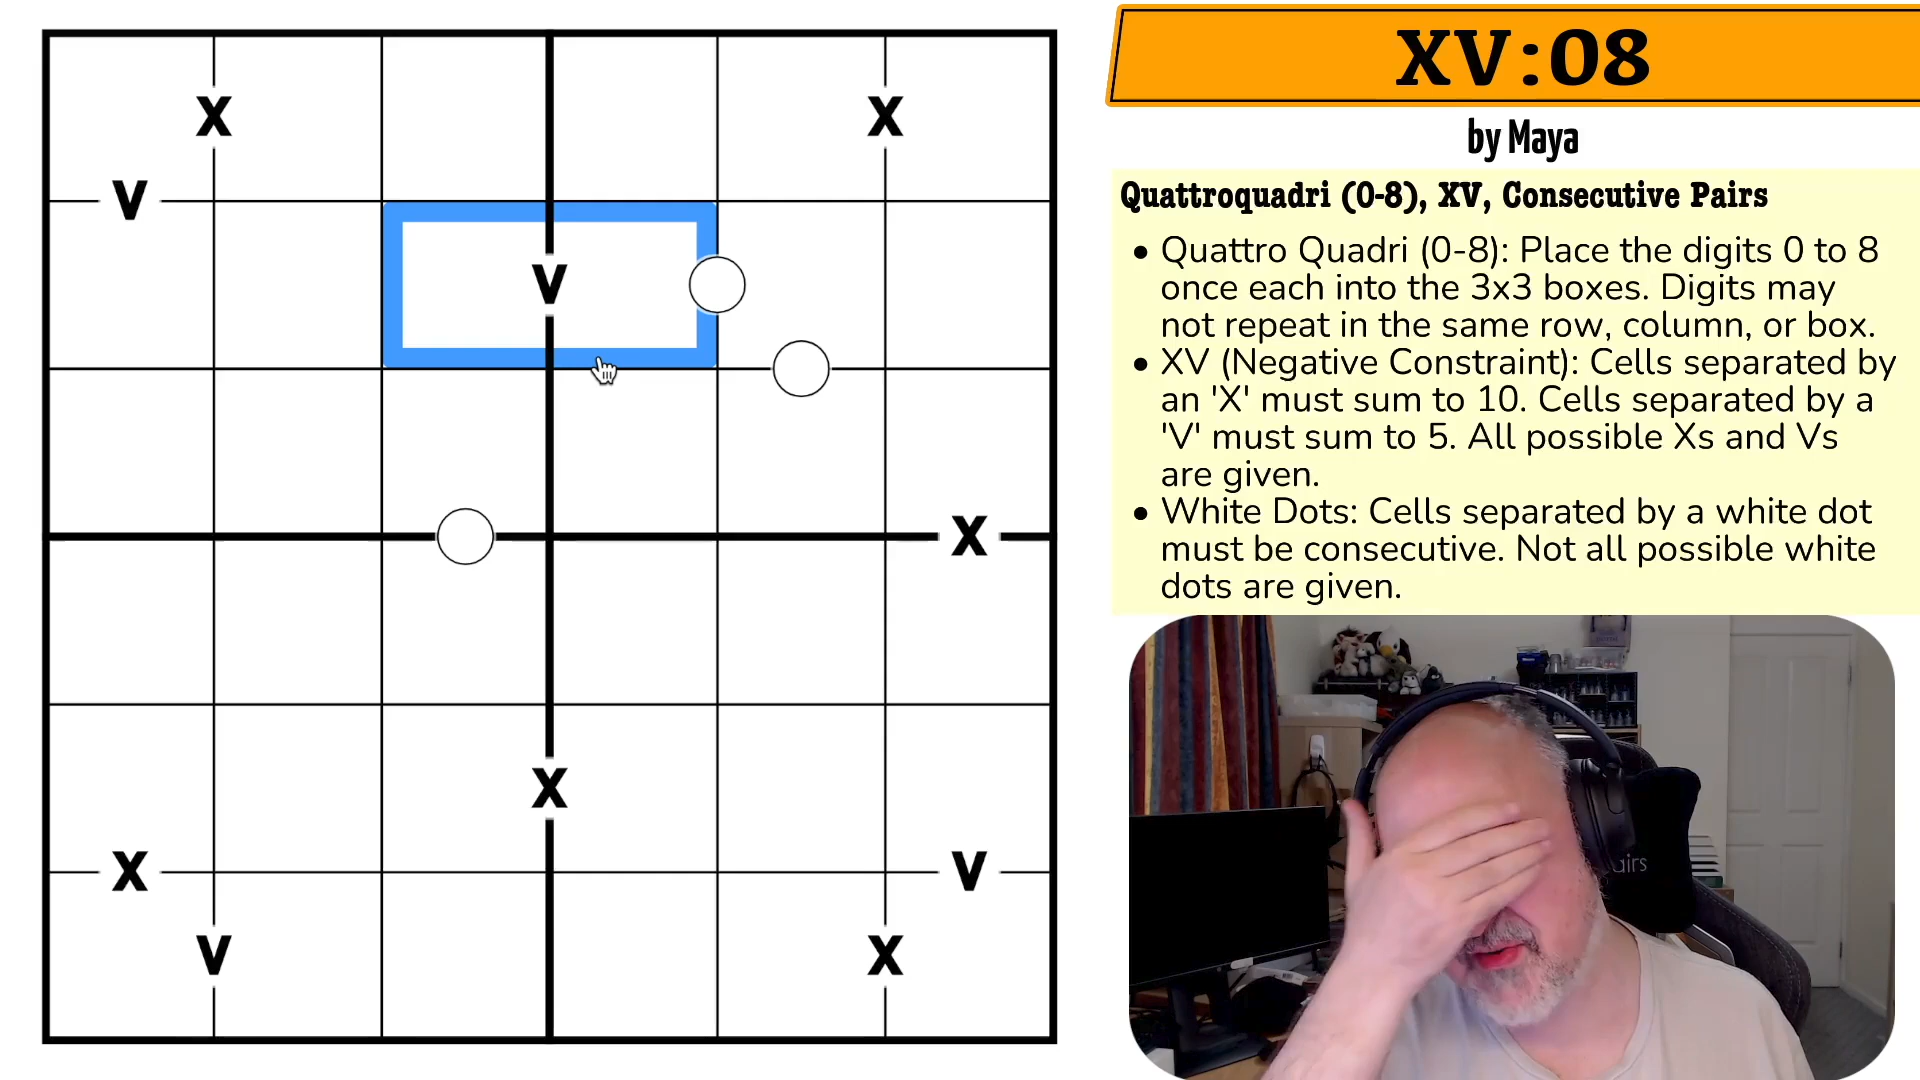 XV:08
by Maya
Quattroquadri (0-8), XV, Consecutive Pairs
• Quattro Quadri (0-8): Place the digits 0 to 8
once each into the 3x3 boxes. Digits may
not repeat in the same row, column, or box.
• XV (Negative Constraint): Cells separated by
an 'X' must sum to 10. Cells separated by a
'V' must sum to 5. All possible Xs and Vs
are given.
• White Dots: Cells separated by a white dot
must be consecutive. Not all possible white
dots are given.
X X
V
V
X
X
X V
V X
airs